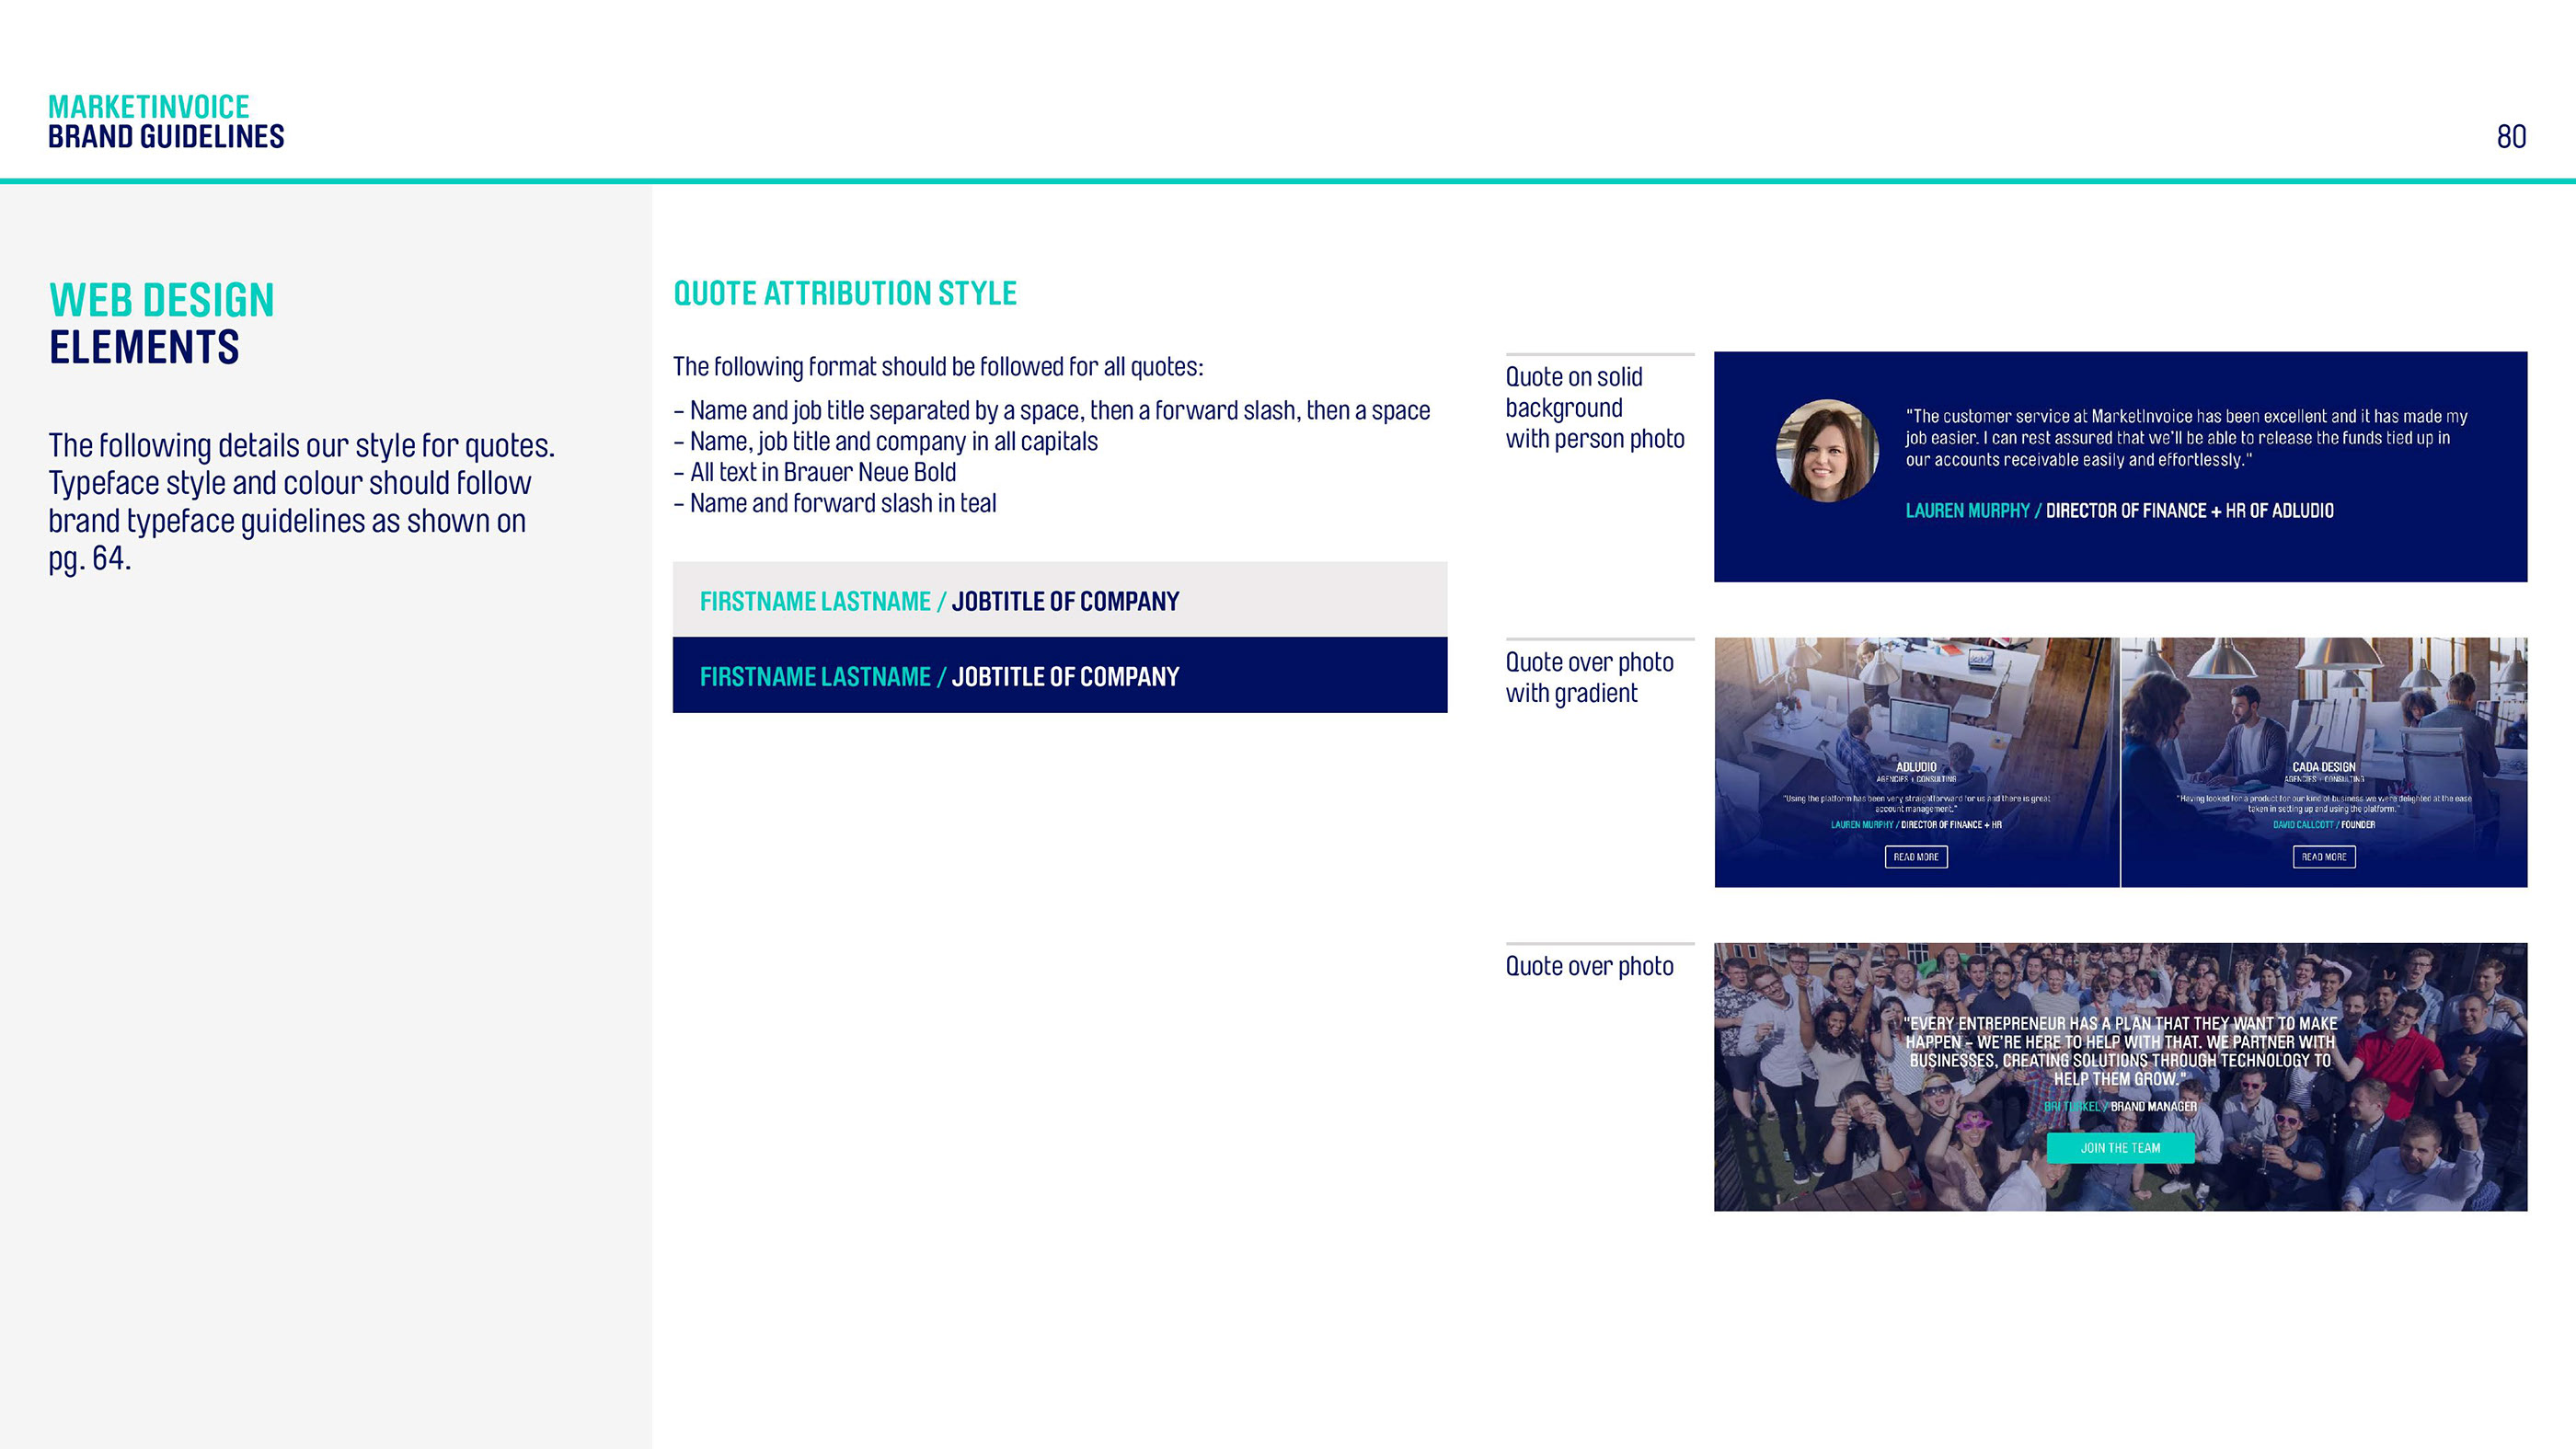 MARKETINVOICE
BRAND GUIDELINES
80
WEB DESIGN
ELEMENTS
The following details our style for quotes.
Typeface style and colour should follow
brand typeface guidelines as shown on
pg. 64.
QUOTE ATTRIBUTION STYLE
The following format should be followed for all quotes:
– Name and job title separated by a space, then a forward slash, then a space
– Name, job title and company in all capitals
– All text in Brauer Neue Bold
– Name and forward slash in teal
FIRSTNAME LASTNAME / JOBTITLE OF COMPANY
FIRSTNAME LASTNAME / JOBTITLE OF COMPANY
Quote on solid
background
with person photo
"The customer service at MarketInvoice has been excellent and it has made my
job easier. I can rest assured that we'll be able to release the funds tied up in
our accounts receivable easily and effortlessly."
LAUREN MURPHY / DIRECTOR OF FINANCE + HR OF ADLUDIO
Quote over photo
with gradient
ADLUDIO
AGENCIES + CONSULTING
"Using the platform has been very straightforward for us and there is great
account management."
LAUREN MURPHY / DIRECTOR OF FINANCE + HR
READ MORE
CADA DESIGN
AGENCIES + CONSULTING
"Having looked for a product for our kind of business we were delighted at the ease
taken in setting up and using the platform."
DAVID CALLCOTT / FOUNDER
READ MORE
Quote over photo
"EVERY ENTREPRENEUR HAS A PLAN THAT THEY WANT TO MAKE
HAPPEN – WE'RE HERE TO HELP WITH THAT. WE PARTNER WITH
BUSINESSES, CREATING SOLUTIONS THROUGH TECHNOLOGY TO
HELP THEM GROW."
BRI / BRAND MANAGER
JOIN THE TEAM